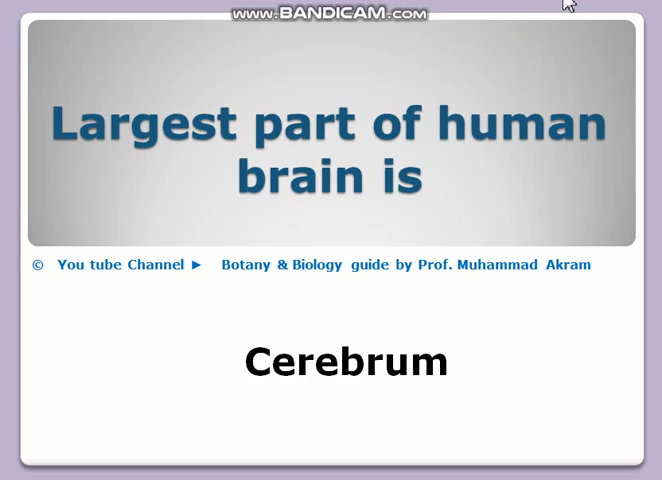 www.BANDICAM.com
Largest part of human
brain is
© You tube Channel ► Botany & Biology guide by Prof. Muhammad Akram
Cerebrum